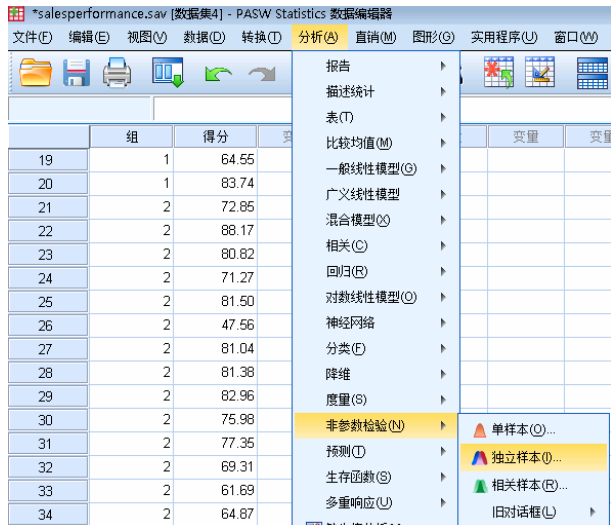 *salesperformance.sav [数据集4] - PASW Statistics 数据编辑器
文件(F) 编辑(E) 视图(V) 数据(D) 转换(T) 分析(A) 直销(M) 图形(G) 实用程序(U) 窗口(W)
组 得分 变量 变量
19 1 64.55
20 1 83.74
21 2 72.85
22 2 88.17
23 2 80.82
24 2 71.27
25 2 81.50
26 2 47.56
27 2 81.04
28 2 81.38
29 2 82.96
30 2 75.98
31 2 77.35
32 2 69.31
33 2 61.69
34 2 64.87
报告
描述统计
表(T)
比较均值(M)
一般线性模型(G)
广义线性模型
混合模型(X)
相关(C)
回归(R)
对数线性模型(O)
神经网络
分类(F)
降维
度量(S)
非参数检验(N)
预测(T)
生存函数(S)
多重响应(U)
单样本(O)...
独立样本(I)...
相关样本(R)...
旧对话框(L)